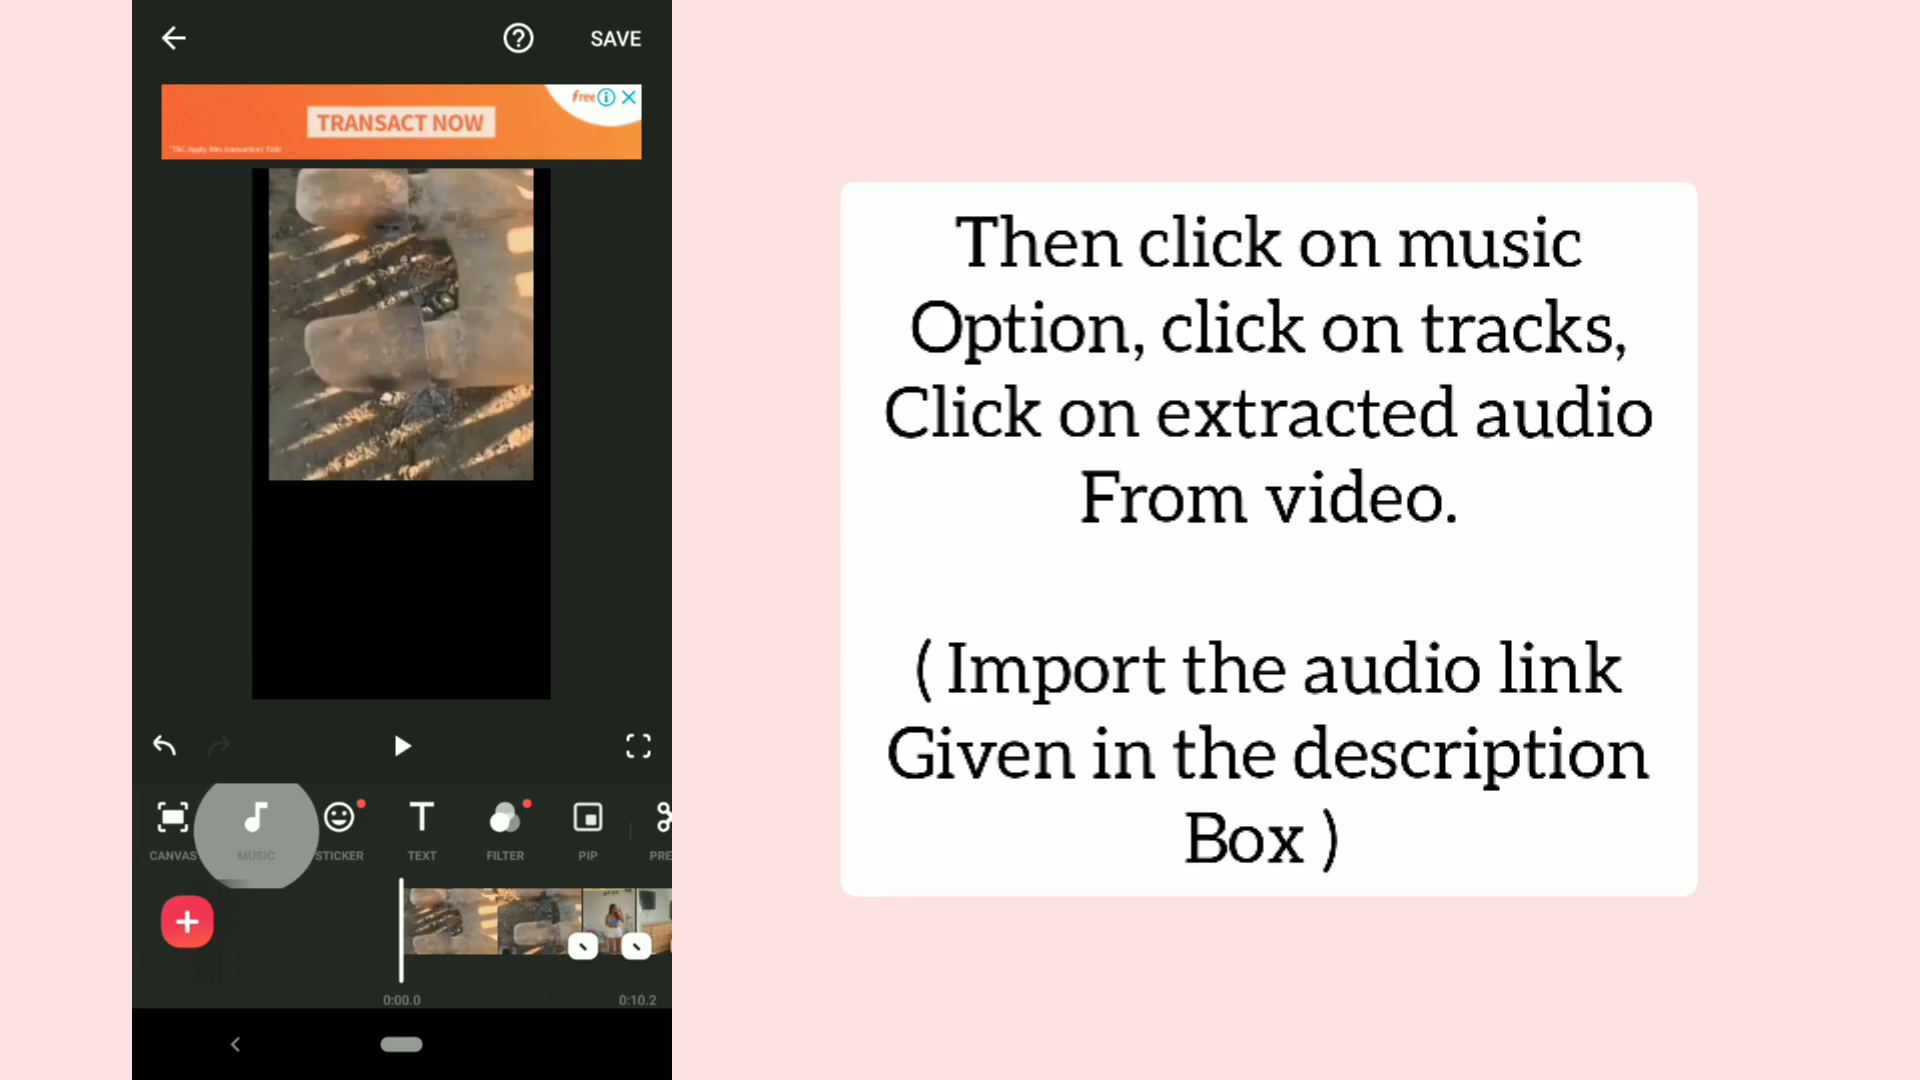 SAVE
free
TRANSACT NOW
CANVAS MUSIC STICKER TEXT FILTER PIP PRE
0:00.0 0:10.2
Then click on music
Option, click on tracks,
Click on extracted audio
From video.
( Import the audio link
Given in the description
Box )